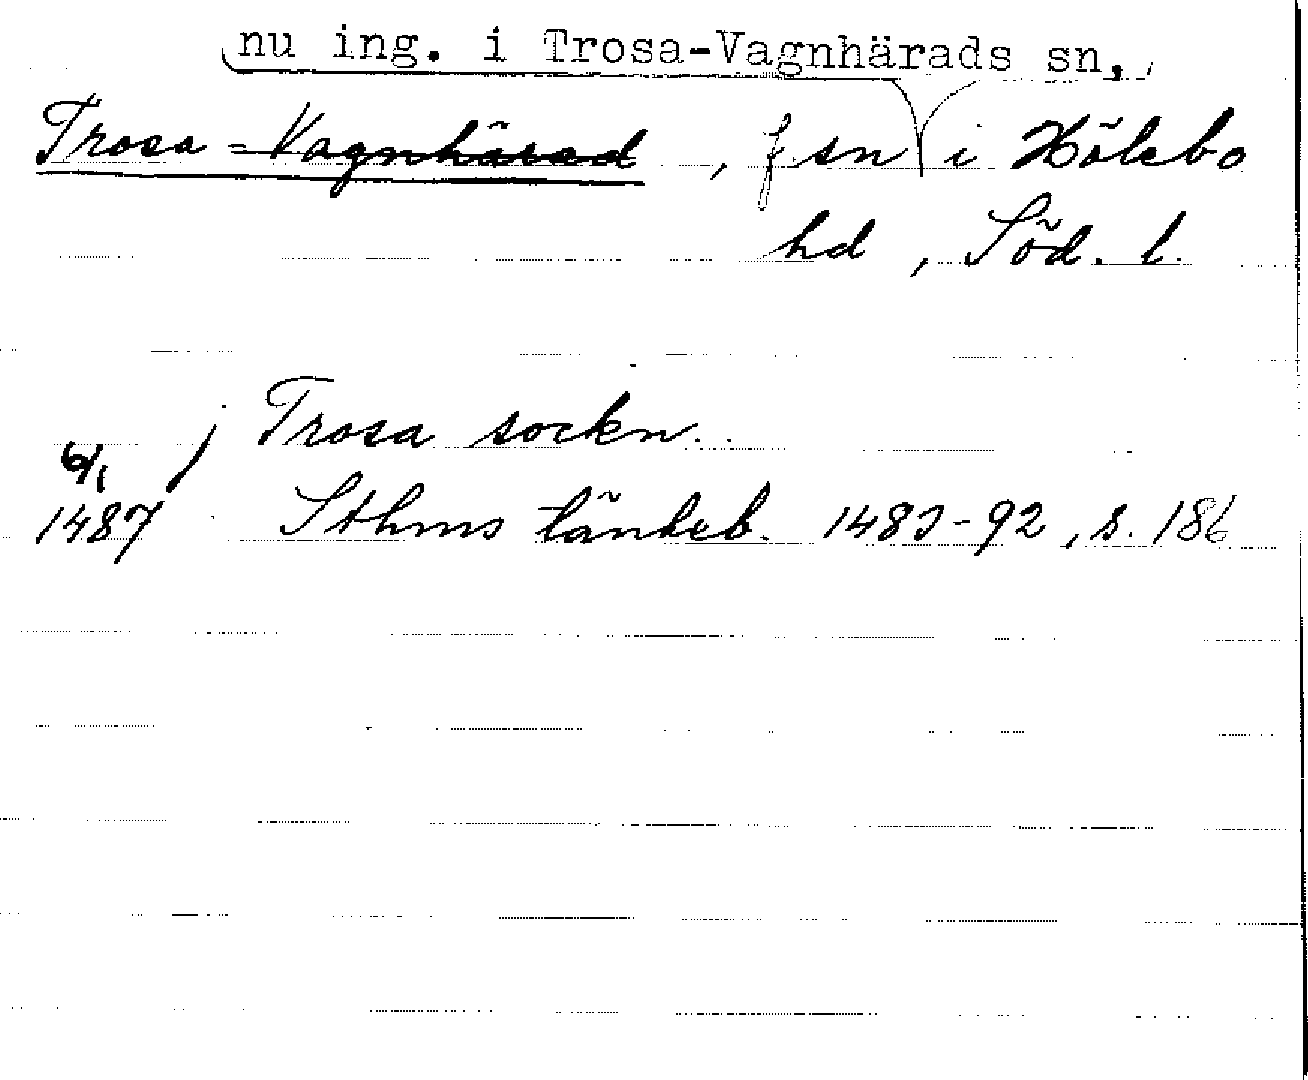 nu ing. i Trosa-Vagnhärads sn,
Trosa - Vagnhärad, f sn i Hölebo
hd, Söd. l.
j Trosa sockn.
6/1
1487 Sthms tänkeb. 1483-92, s. 186